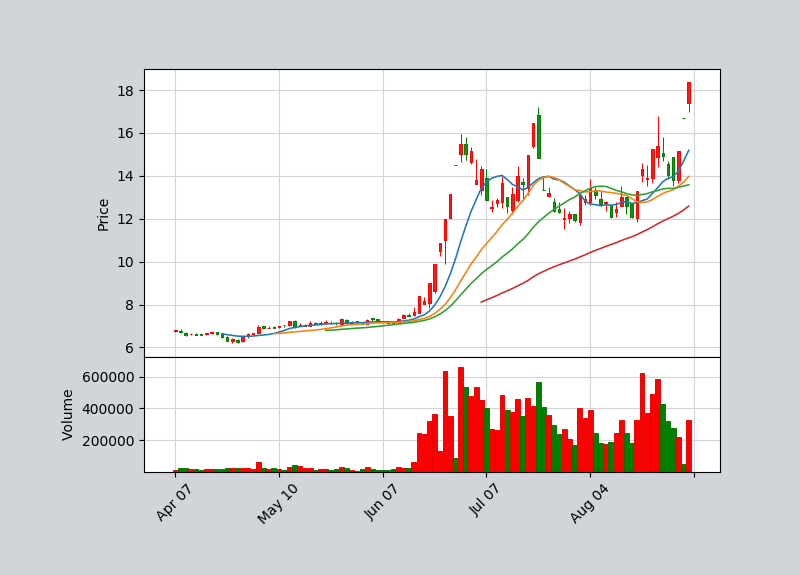 18
16
14
12
10
8
6
Price
600000
400000
200000
Volume
Apr 07
May 10
Jun 07
Jul 07
Aug 04